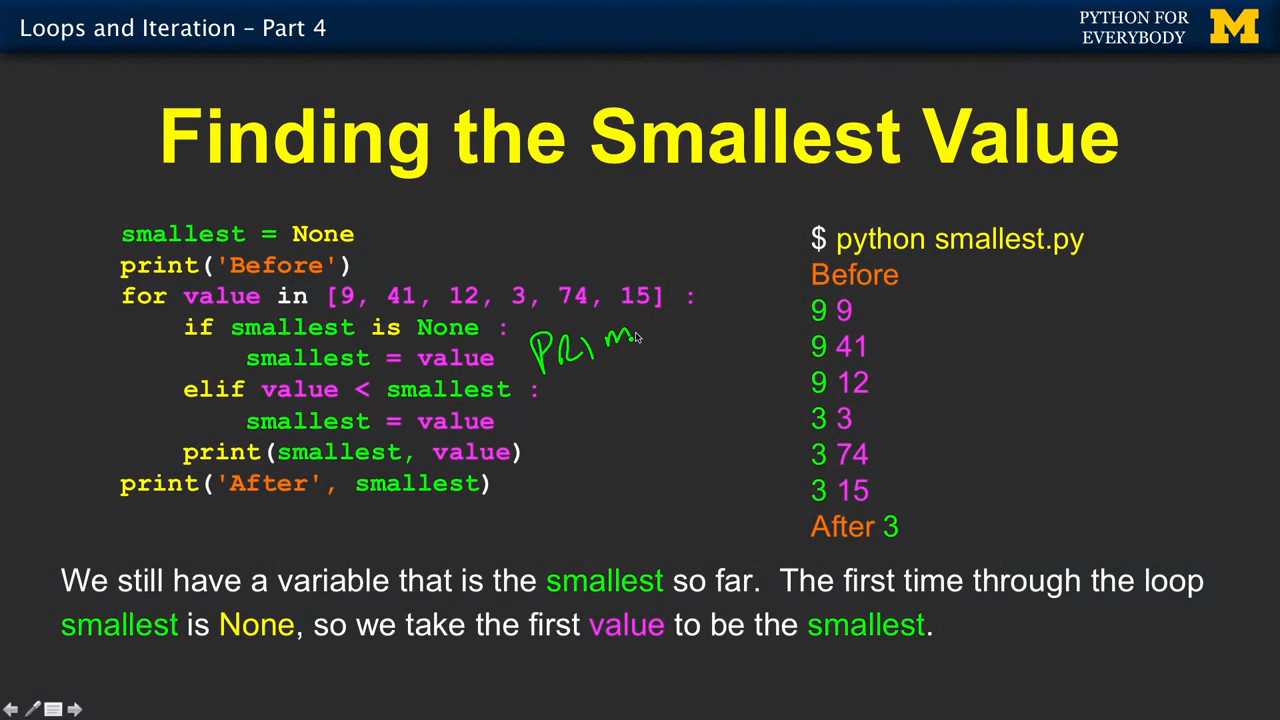 Loops and Iteration – Part 4
PYTHON FOR
EVERYBODY
M
Finding the Smallest Value
smallest = None
print('Before')
for value in [9, 41, 12, 3, 74, 15] :
    if smallest is None :
        smallest = value
    elif value < smallest :
        smallest = value
    print(smallest, value)
print('After', smallest)
PRIM
$ python smallest.py
Before
9 9
9 41
9 12
3 3
3 74
3 15
After 3
We still have a variable that is the smallest so far. The first time through the loop
smallest is None, so we take the first value to be the smallest.